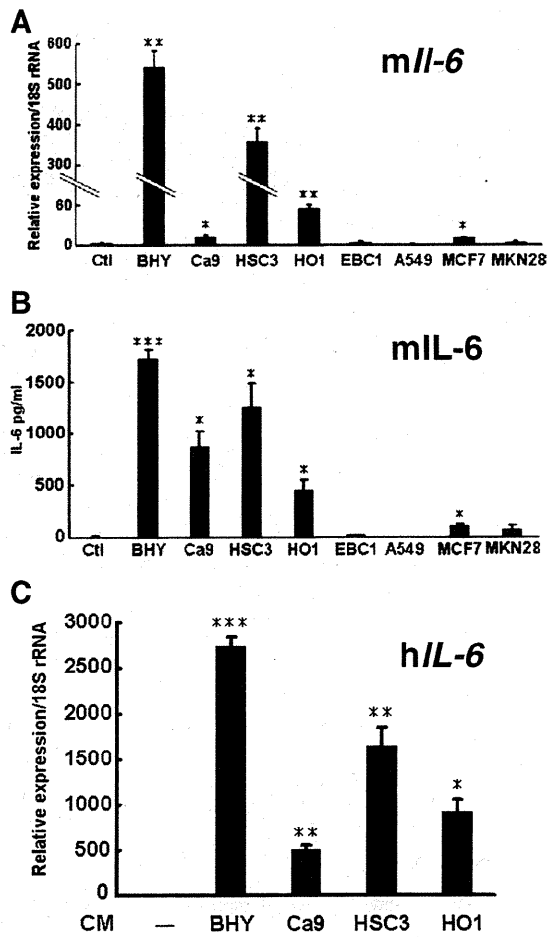 A
mIl-6
Relative expression/18S rRNA
600
500
400
300
60
0
** * ** ** *
Ctl BHY Ca9 HSC3 HO1 EBC1 A549 MCF7 MKN28
B
mIL-6
IL-6 pg/ml
2000
1500
1000
500
0
*** * * * *
Ctl BHY Ca9 HSC3 HO1 EBC1 A549 MCF7 MKN28
C
hIL-6
Relative expression/18S rRNA
3000
2500
2000
1500
1000
500
0
*** ** ** *
CM — BHY Ca9 HSC3 HO1